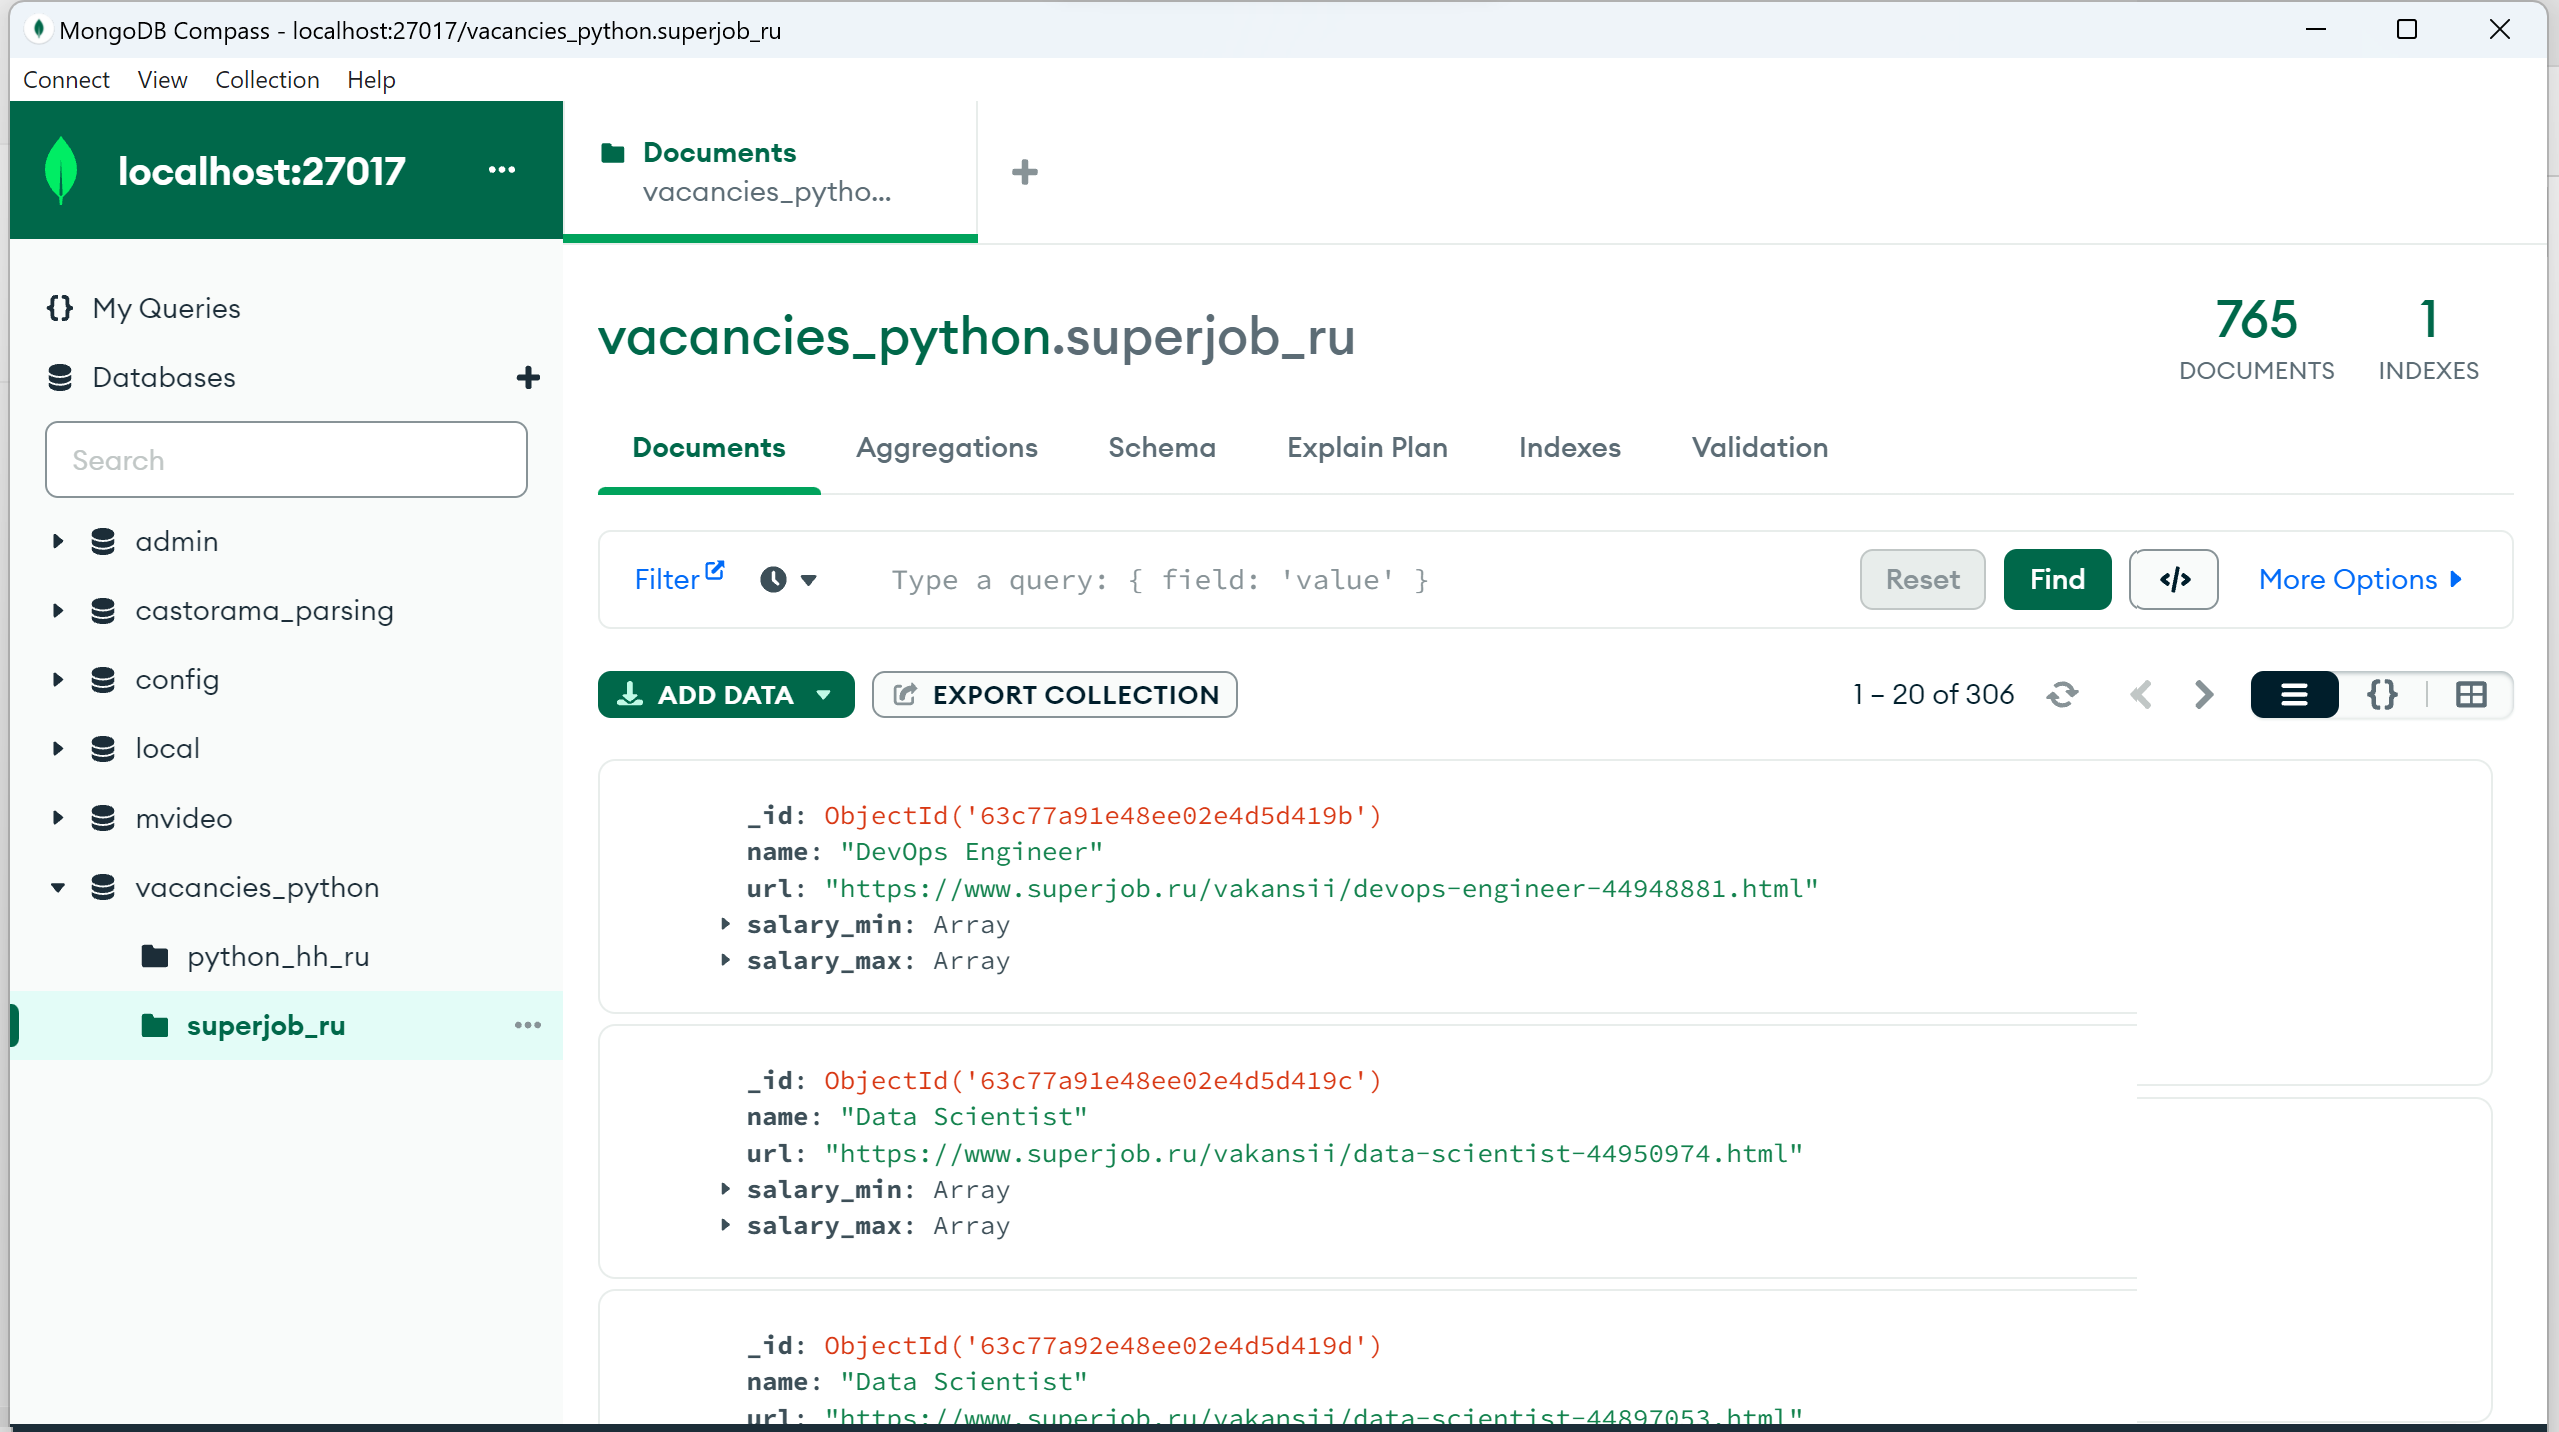 MongoDB Compass - localhost:27017/vacancies_python.superjob_ru
Connect View Collection Help
localhost:27017 ...
Documents
vacancies_pytho...
My Queries
Databases
Search
admin
castorama_parsing
config
local
mvideo
vacancies_python
python_hh_ru
superjob_ru
vacancies_python.superjob_ru
765
DOCUMENTS
1
INDEXES
Documents Aggregations Schema Explain Plan Indexes Validation
Filter Type a query: { field: 'value' } Reset Find </> More Options
ADD DATA EXPORT COLLECTION 1 – 20 of 306 {}
_id: ObjectId('63c77a91e48ee02e4d5d419b')
name: "DevOps Engineer"
url: "https://www.superjob.ru/vakansii/devops-engineer-44948881.html"
salary_min: Array
salary_max: Array
_id: ObjectId('63c77a91e48ee02e4d5d419c')
name: "Data Scientist"
url: "https://www.superjob.ru/vakansii/data-scientist-44950974.html"
salary_min: Array
salary_max: Array
_id: ObjectId('63c77a92e48ee02e4d5d419d')
name: "Data Scientist"
url: "https://www.superjob.ru/vakansii/data-scientist-44897053.html"